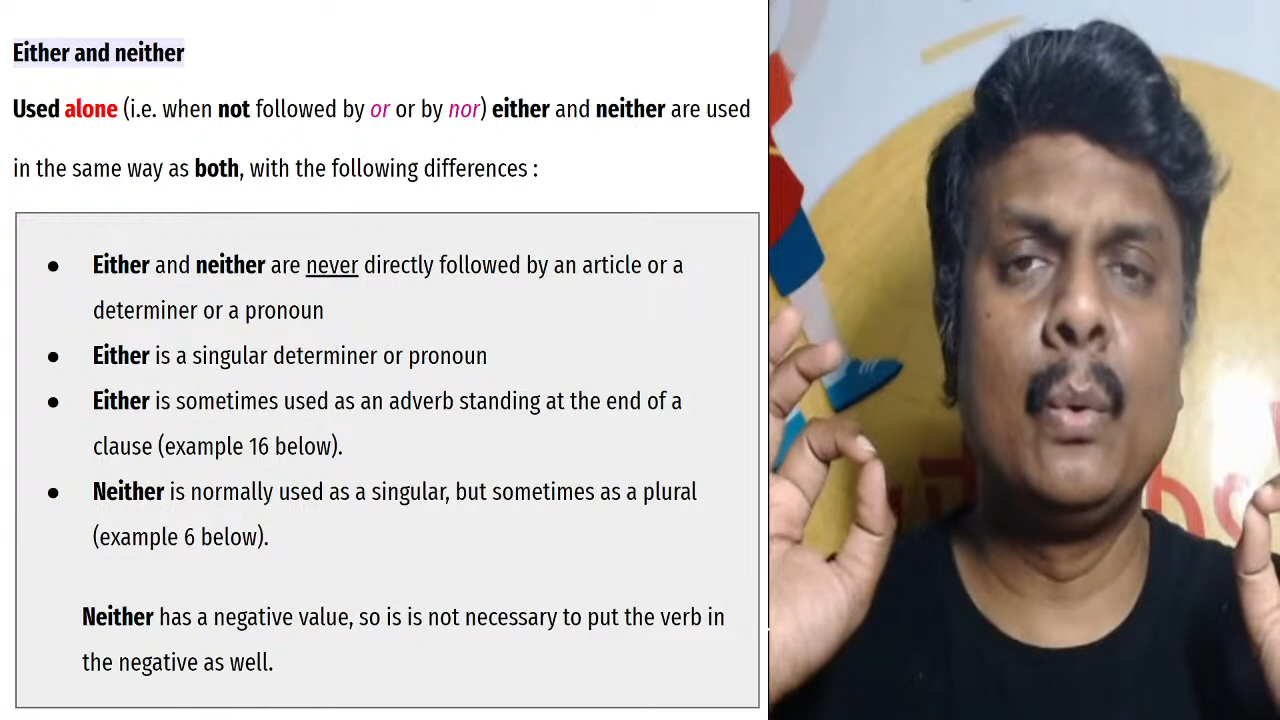 Either and neither
Used alone (i.e. when not followed by or or by nor) either and neither are used
in the same way as both, with the following differences :
● Either and neither are never directly followed by an article or a
determiner or a pronoun
● Either is a singular determiner or pronoun
● Either is sometimes used as an adverb standing at the end of a
clause (example 16 below).
● Neither is normally used as a singular, but sometimes as a plural
(example 6 below).
Neither has a negative value, so is is not necessary to put the verb in
the negative as well.